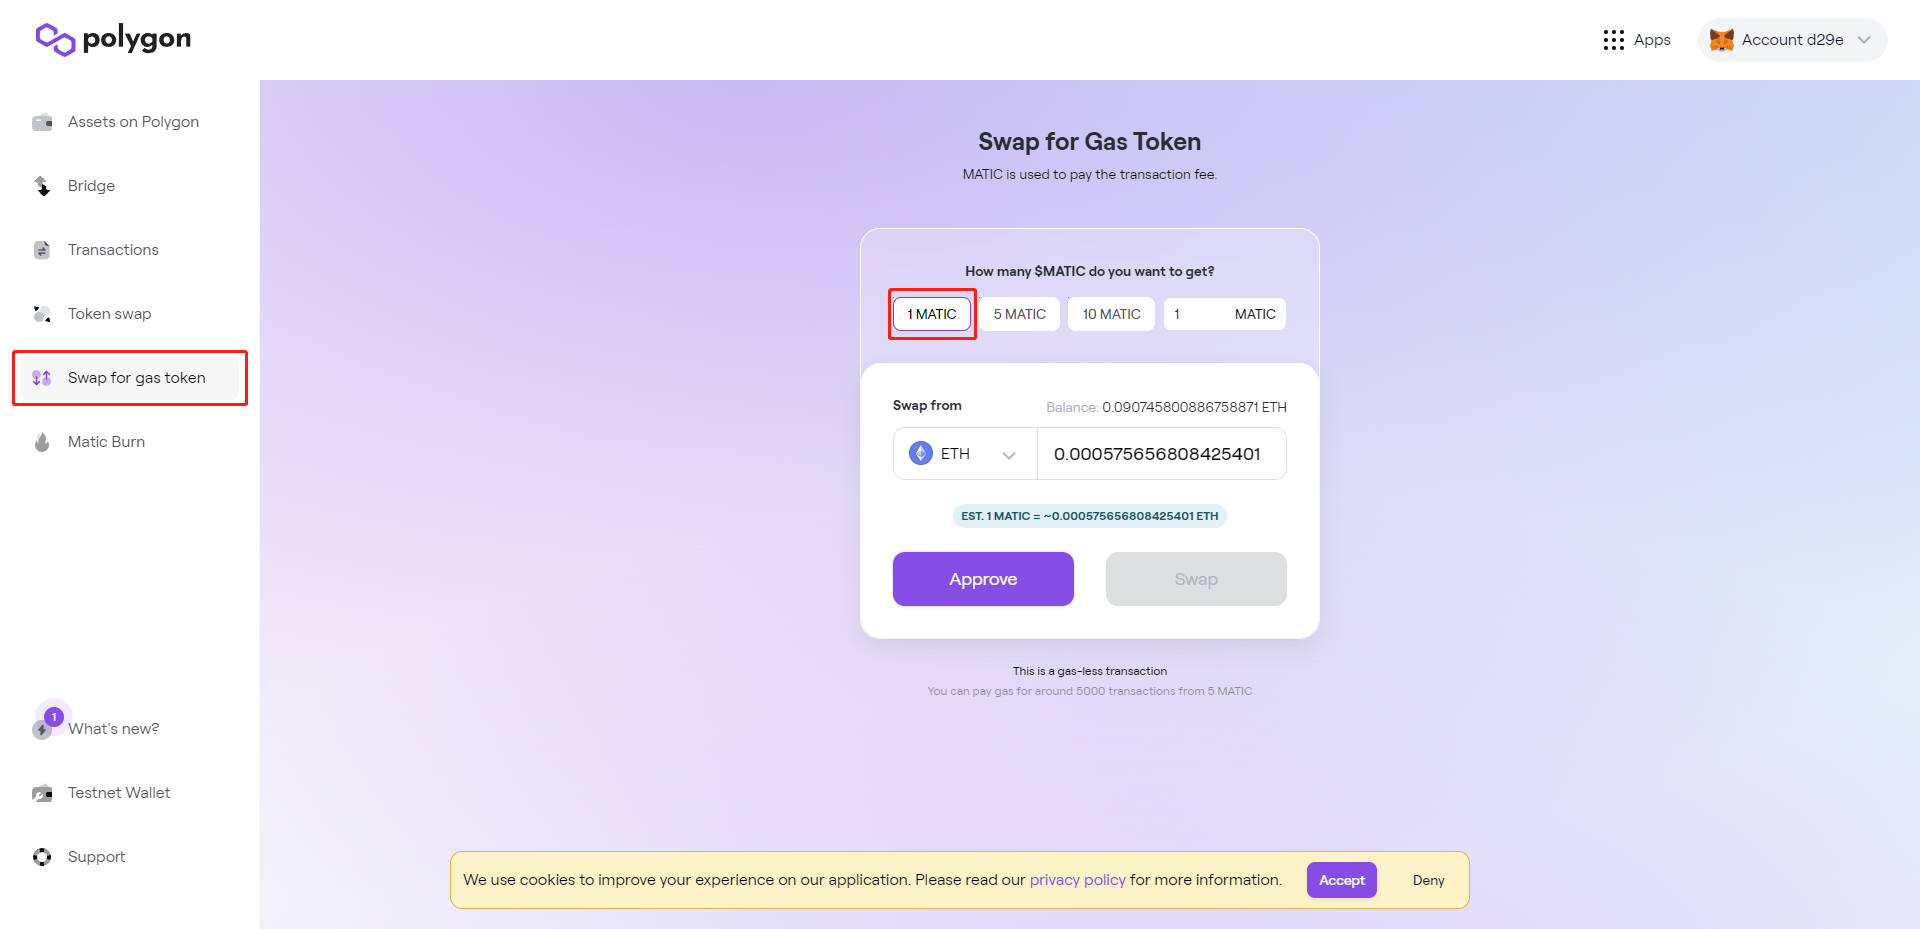 polygon
Apps
Account d29e
Assets on Polygon
Bridge
Transactions
Token swap
Swap for gas token
Matic Burn
What's new?
1
Testnet Wallet
Support
Swap for Gas Token
MATIC is used to pay the transaction fee.
How many $MATIC do you want to get?
1 MATIC 5 MATIC 10 MATIC 1 MATIC
Swap from Balance: 0.090745800886758871 ETH
ETH 0.000575656808425401
EST. 1 MATIC = ~0.000575656808425401 ETH
Approve Swap
This is a gas-less transaction
You can pay gas for around 5000 transactions from 5 MATIC
We use cookies to improve your experience on our application. Please read our privacy policy for more information. Accept Deny